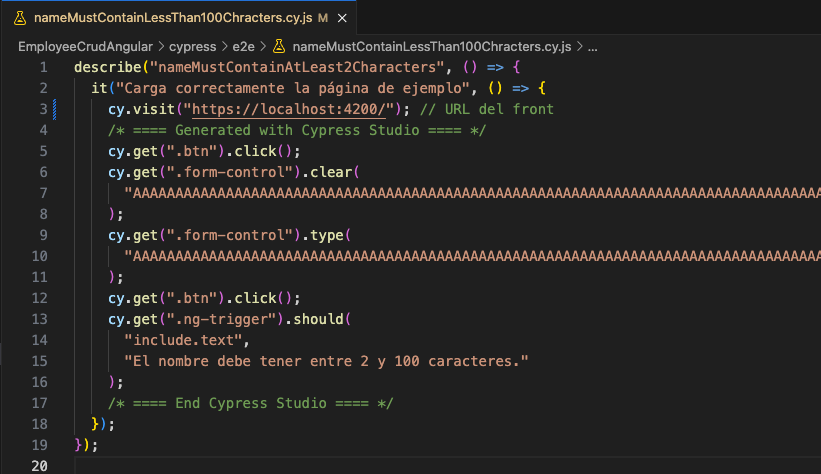 nameMustContainLessThan100Chracters.cy.js M ×
EmployeeCrudAngular > cypress > e2e > nameMustContainLessThan100Chracters.cy.js > ...
1 describe("nameMustContainAtLeast2Characters", () => {
2 it("Carga correctamente la página de ejemplo", () => {
3 cy.visit("https://localhost:4200/"); // URL del front
4 /* ==== Generated with Cypress Studio ==== */
5 cy.get(".btn").click();
6 cy.get(".form-control").clear(
7 "AAAAAAAAAAAAAAAAAAAAAAAAAAAAAAAAAAAAAAAAAAAAAAAAAAAAAAAAAAAAAAAAAAAAAAAAAAAAAAAAAA
8 );
9 cy.get(".form-control").type(
10 "AAAAAAAAAAAAAAAAAAAAAAAAAAAAAAAAAAAAAAAAAAAAAAAAAAAAAAAAAAAAAAAAAAAAAAAAAAAAAAAAAA
11 );
12 cy.get(".btn").click();
13 cy.get(".ng-trigger").should(
14 "include.text",
15 "El nombre debe tener entre 2 y 100 caracteres."
16 );
17 /* ==== End Cypress Studio ==== */
18 });
19 });
20